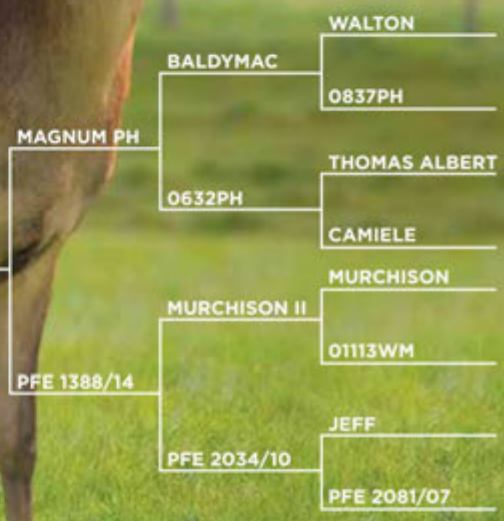 WALTON
BALDYMAC
0837PH
MAGNUM PH
THOMAS ALBERT
0632PH
CAMIELE
MURCHISON
MURCHISON II
01113WM
PFE 1388/14
JEFF
PFE 2034/10
PFE 2081/07